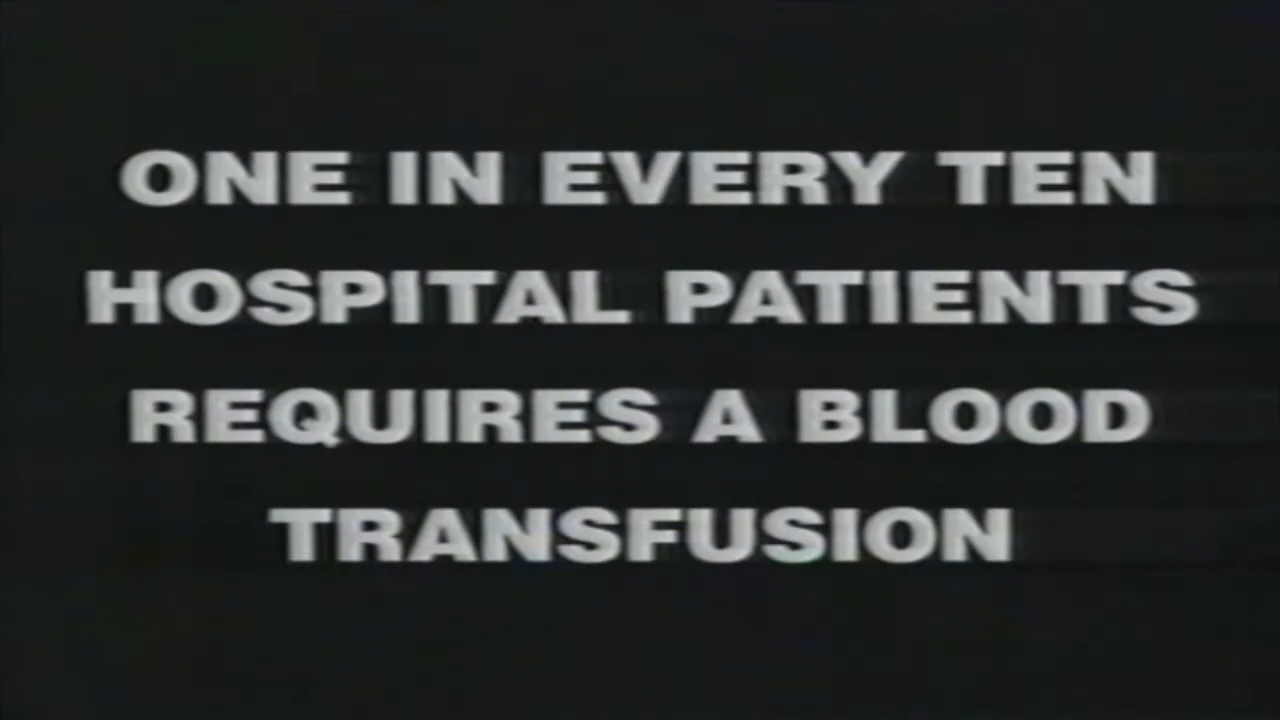 ONE IN EVERY TEN
HOSPITAL PATIENTS
REQUIRES A BLOOD
TRANSFUSION